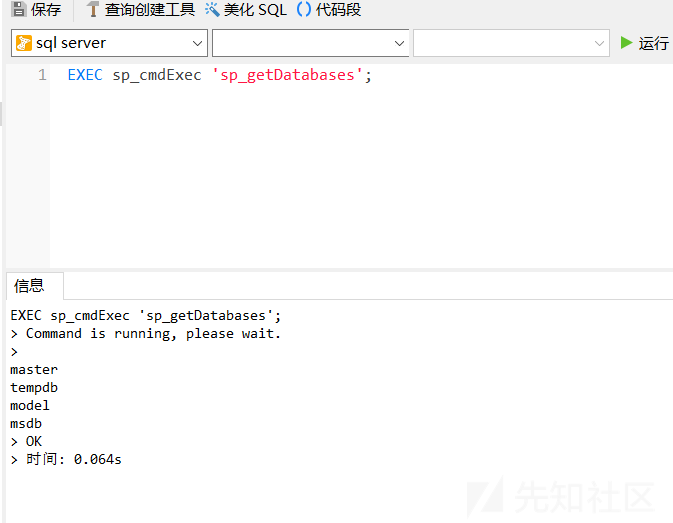 保存 查询创建工具 美化 SQL 代码段
sql server 运行
1 EXEC sp_cmdExec 'sp_getDatabases';
信息
EXEC sp_cmdExec 'sp_getDatabases';
> Command is running, please wait.
>
master
tempdb
model
msdb
> OK
> 时间: 0.064s
先知社区